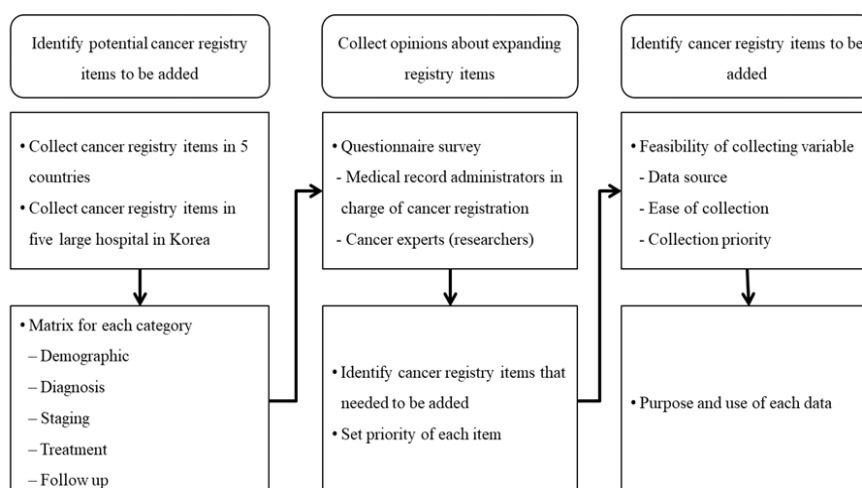 Identify potential cancer registry
items to be added
• Collect cancer registry items in 5
countries
• Collect cancer registry items in
five large hospital in Korea
• Matrix for each category
– Demographic
– Diagnosis
– Staging
– Treatment
– Follow up
Collect opinions about expanding
registry items
• Questionnaire survey
- Medical record administrators in
charge of cancer registration
- Cancer experts (researchers)
• Identify cancer registry items that
needed to be added
• Set priority of each item
Identify cancer registry items to be
added
• Feasibility of collecting variable
- Data source
- Ease of collection
- Collection priority
• Purpose and use of each data